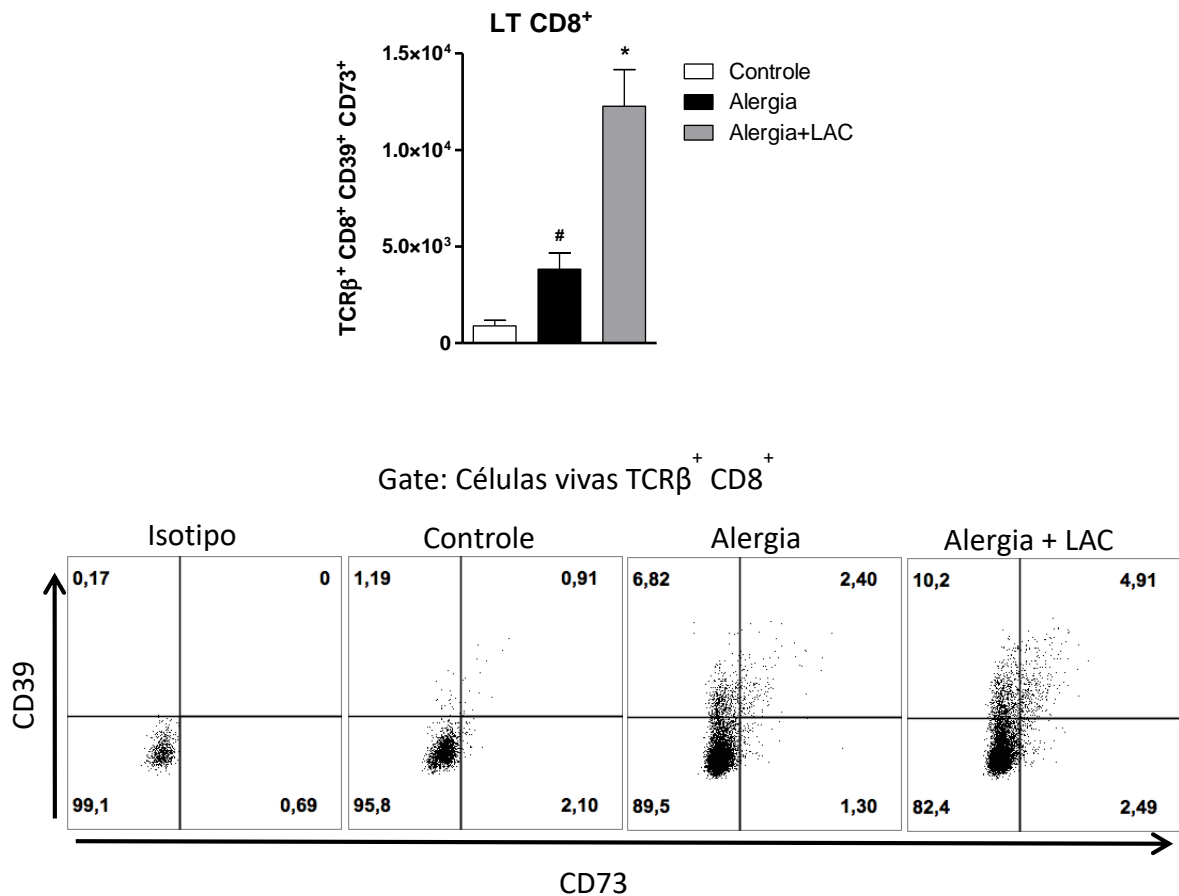 LT CD8⁺
TCRβ⁺ CD8⁺ CD39⁺ CD73⁺
1.5×10⁴
1.0×10⁴
5.0×10³
0
#
*
Controle
Alergia
Alergia+LAC
Gate: Células vivas TCRβ⁺ CD8⁺
Isotipo
Controle
Alergia
Alergia + LAC
CD39
0,17 0
99,1 0,69
1,19 0,91
95,8 2,10
6,82 2,40
89,5 1,30
10,2 4,91
82,4 2,49
CD73